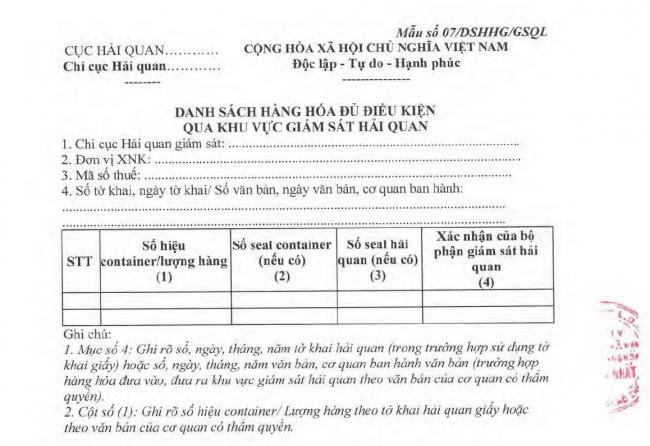 Mẫu số 07/DSHHG/GSQL
CỤC HẢI QUAN………… CỘNG HÒA XÃ HỘI CHỦ NGHĨA VIỆT NAM
Chi cục Hải quan………… Độc lập - Tự do - Hạnh phúc
-------- ---------------
DANH SÁCH HÀNG HÓA ĐỦ ĐIỀU KIỆN
QUA KHU VỰC GIÁM SÁT HẢI QUAN
1. Chi cục Hải quan giám sát: ...........................................................
2. Đơn vị XNK: ...........................................................
3. Mã số thuế: ...........................................................
4. Số tờ khai, ngày tờ khai/ Số văn bản, ngày văn bản, cơ quan ban hành:
...........................................................
...........................................................
STT
Số hiệu
container/lượng hàng
(1)
Số seal container
(nếu có)
(2)
Số seal hải
quan (nếu có)
(3)
Xác nhận của bộ
phận giám sát hải
quan
(4)
Ghi chú:
1. Mục số 4: Ghi rõ số, ngày, tháng, năm tờ khai hải quan (trong trường hợp sử dụng tờ
khai giấy) hoặc số, ngày, tháng, năm văn bản, cơ quan ban hành văn bản (trường hợp
hàng hóa đưa vào, đưa ra khu vực giám sát hải quan theo văn bản của cơ quan có thẩm
quyền).
2. Cột số (1): Ghi rõ số hiệu container/ Lượng hàng theo tờ khai hải quan giấy hoặc
theo văn bản của cơ quan có thẩm quyền.